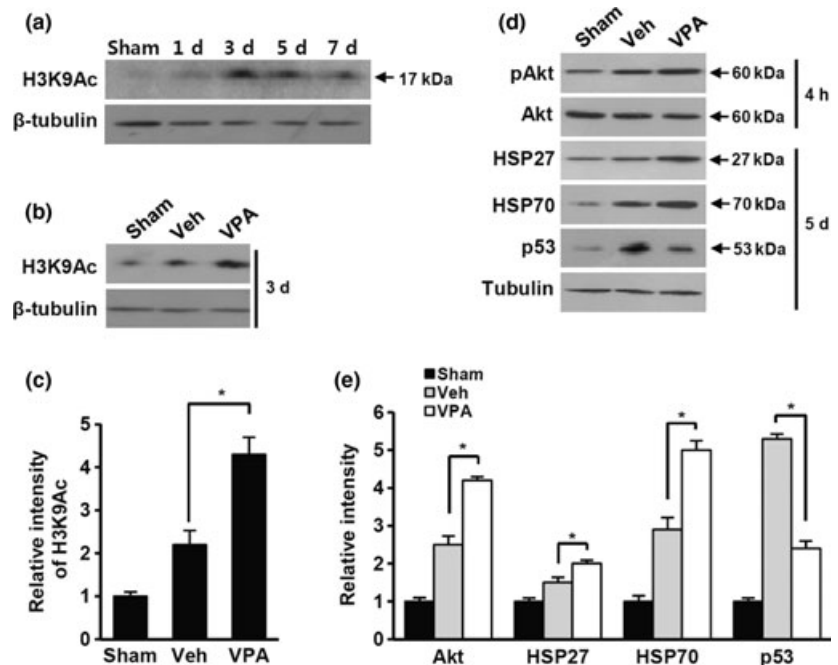 (a)
Sham 1 d 3 d 5 d 7 d
H3K9Ac
17 kDa
β-tubulin
(b)
Sham Veh VPA
H3K9Ac
β-tubulin
3 d
(c)
*
Relative intensity
of H3K9Ac
5
4
3
2
1
0
Sham Veh VPA
(d)
Sham Veh VPA
pAkt
60 kDa
Akt
60 kDa
4 h
HSP27
27 kDa
HSP70
70 kDa
p53
53 kDa
Tubulin
5 d
(e)
Sham
Veh
VPA
* * * *
Relative intensity
6
5
4
3
2
1
0
Akt HSP27 HSP70 p53